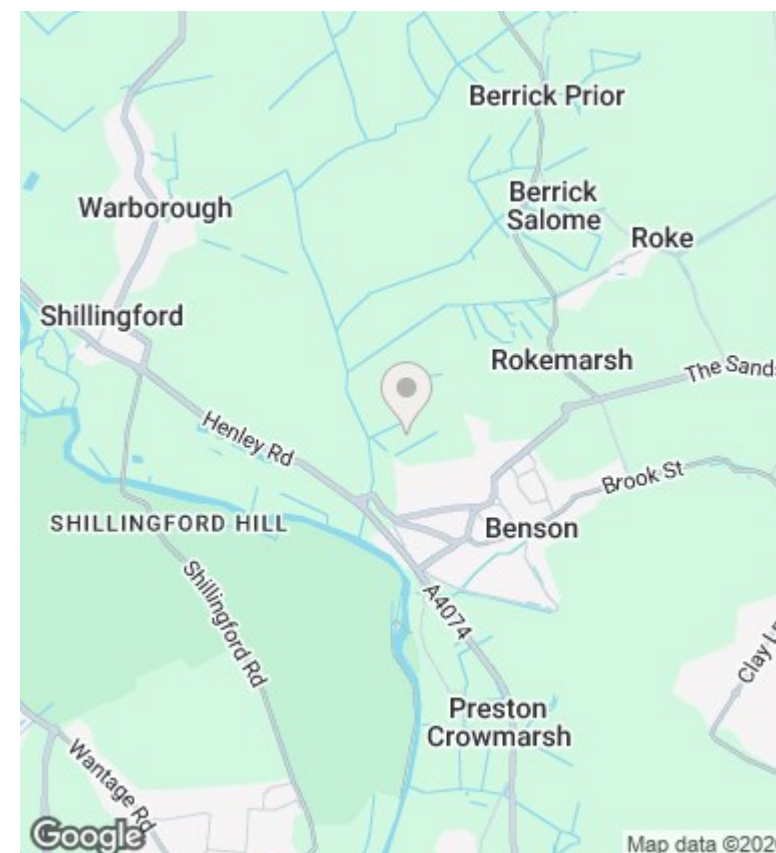 Berrick Prior
Berrick
Salome
Warborough
Roke
Shillingford
Rokemarsh
The Sands
Henley Rd
Brook St
SHILLINGFORD HILL
Benson
Shillingford Rd
A4074
Clay
Preston
Crowmarsh
Wantage Rd
Google
Map data ©202